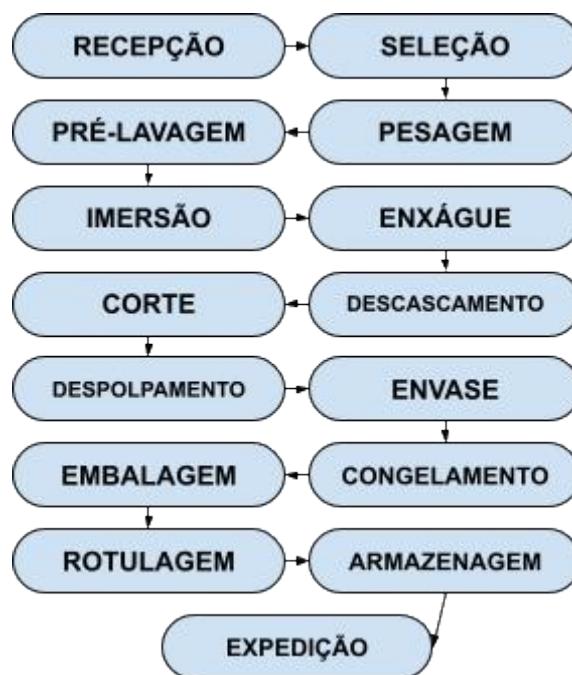 RECEPÇÃO
SELEÇÃO
PESAGEM
PRÉ-LAVAGEM
IMERSÃO
ENXÁGUE
DESCASCAMENTO
CORTE
DESPOLPAMENTO
ENVASE
CONGELAMENTO
EMBALAGEM
ROTULAGEM
ARMAZENAGEM
EXPEDIÇÃO